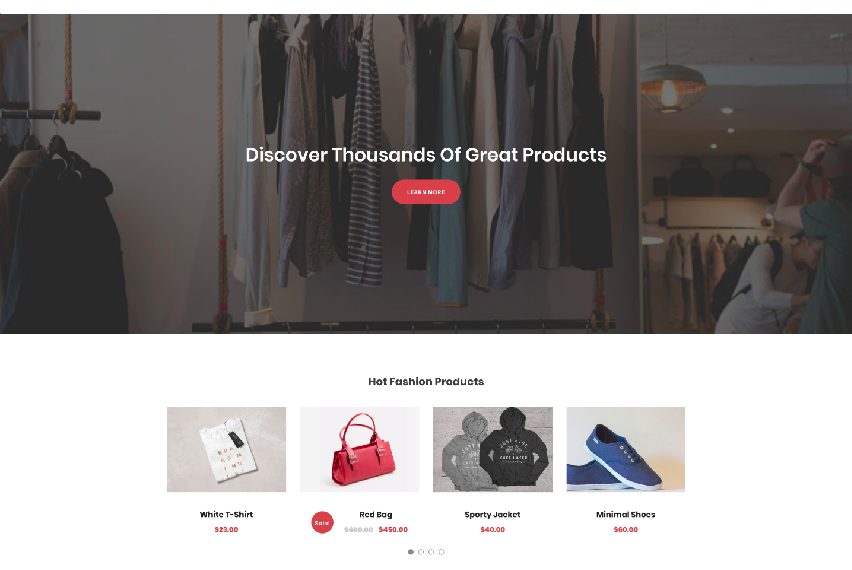 Discover Thousands Of Great Products
LEARN MORE
Hot Fashion Products
White T-Shirt
$23.00
Sale!
Red Bag
$600.00 $450.00
Sporty Jacket
$40.00
Minimal Shoes
$60.00